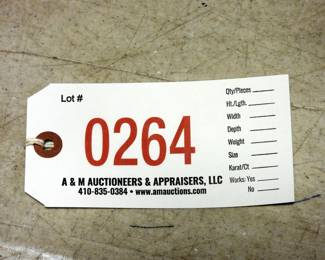 Lot #
0264
A & M AUCTIONEERS & APPRAISERS, LLC
410-835-0384 • www.amauctions.com
Qty/Pieces
Ht./Lgth.
Width
Depth
Weight
Size
Karat/Ct
Works: Yes
No